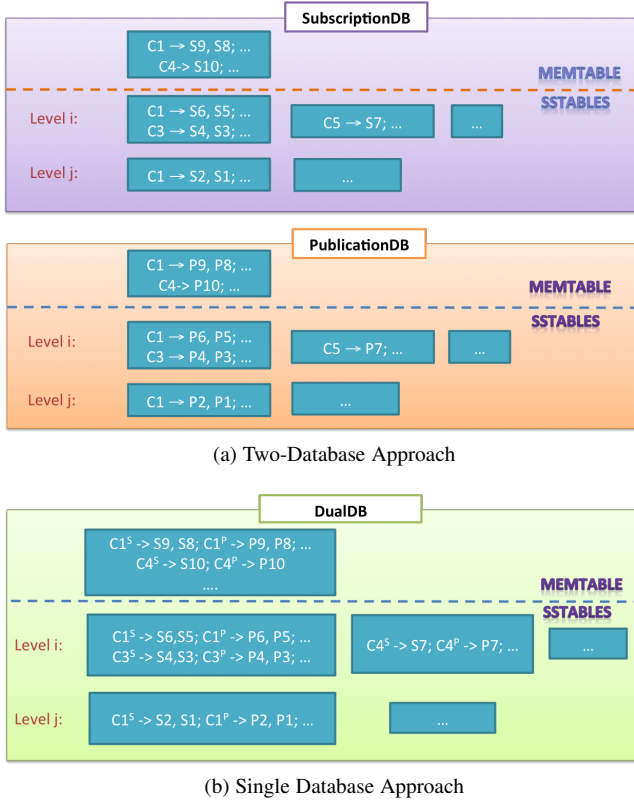 SubscriptionDB
C1 → S9, S8; ...
C4-> S10; ...
MEMTABLE
SSTABLES
Level i:
C1 → S6, S5; ...
C3 → S4, S3; ...
C5 → S7; ...
...
Level j:
C1 → S2, S1; ...
...
PublicationDB
C1 → P9, P8; ...
C4-> P10; ...
MEMTABLE
SSTABLES
Level i:
C1 → P6, P5; ...
C3 → P4, P3; ...
C5 → P7; ...
...
Level j:
C1 → P2, P1; ...
...
(a) Two-Database Approach
DualDB
C1ˢ -> S9, S8; C1ᴾ -> P9, P8; ...
C4ˢ -> S10; C4ᴾ -> P10
....
MEMTABLE
SSTABLES
Level i:
C1ˢ -> S6,S5; C1ᴾ -> P6, P5; ...
C3ˢ -> S4,S3; C3ᴾ -> P4, P3; ...
C4ˢ -> S7; C4ᴾ -> P7; ...
...
Level j:
C1ˢ -> S2, S1; C1ᴾ -> P2, P1; ...
...
(b) Single Database Approach